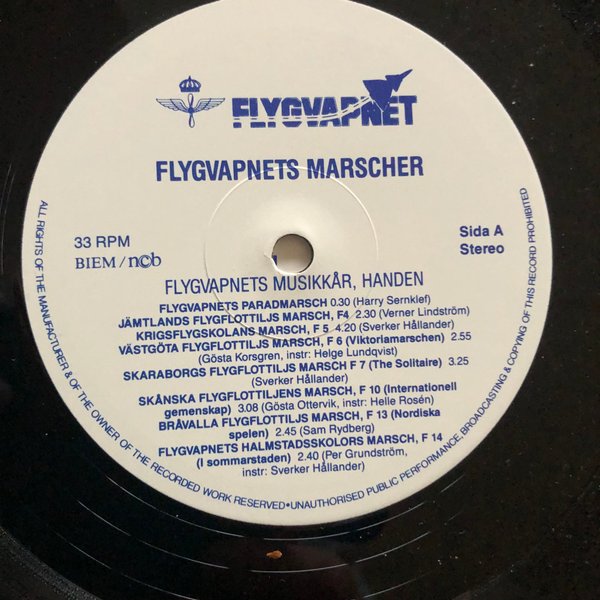 FLYGVAPNET
FLYGVAPNETS MARSCHER
33 RPM
BIEM/ncb
Sida A
Stereo
FLYGVAPNETS MUSIKKÅR, HANDEN
FLYGVAPNETS PARADMARSCH 0.30 (Harry Sernklef)
JÄMTLANDS FLYGFLOTTILJS MARSCH, F4 2.30 (Verner Lindström)
KRIGSFLYGSKOLANS MARSCH, F 5 4.20 (Sverker Hållander)
VÄSTGÖTA FLYGFLOTTILJS MARSCH, F 6 (Viktoriamarschen) 2.55
(Gösta Korsgren, instr: Helge Lundqvist)
SKARABORGS FLYGFLOTTILJS MARSCH F 7 (The Solitaire) 3.25
(Sverker Hållander)
SKÅNSKA FLYGFLOTTILJENS MARSCH, F 10 (Internationell
gemenskap) 3.08 (Gösta Ottervik, instr: Helle Rosén)
BRÅVALLA FLYGFLOTTILJS MARSCH, F 13 (Nordiska
spelen) 2.45 (Sam Rydberg)
FLYGVAPNETS HALMSTADSSKOLORS MARSCH, F 14
(I sommarstaden) 2.40 (Per Grundström,
instr: Sverker Hållander)
ALL RIGHTS OF THE MANUFACTURER & OF THE OWNER OF THE RECORDED WORK RESERVED•UNAUTHORISED PUBLIC PERFORMANCE, BROADCASTING & COPYING OF THIS RECORD PROHIBITED